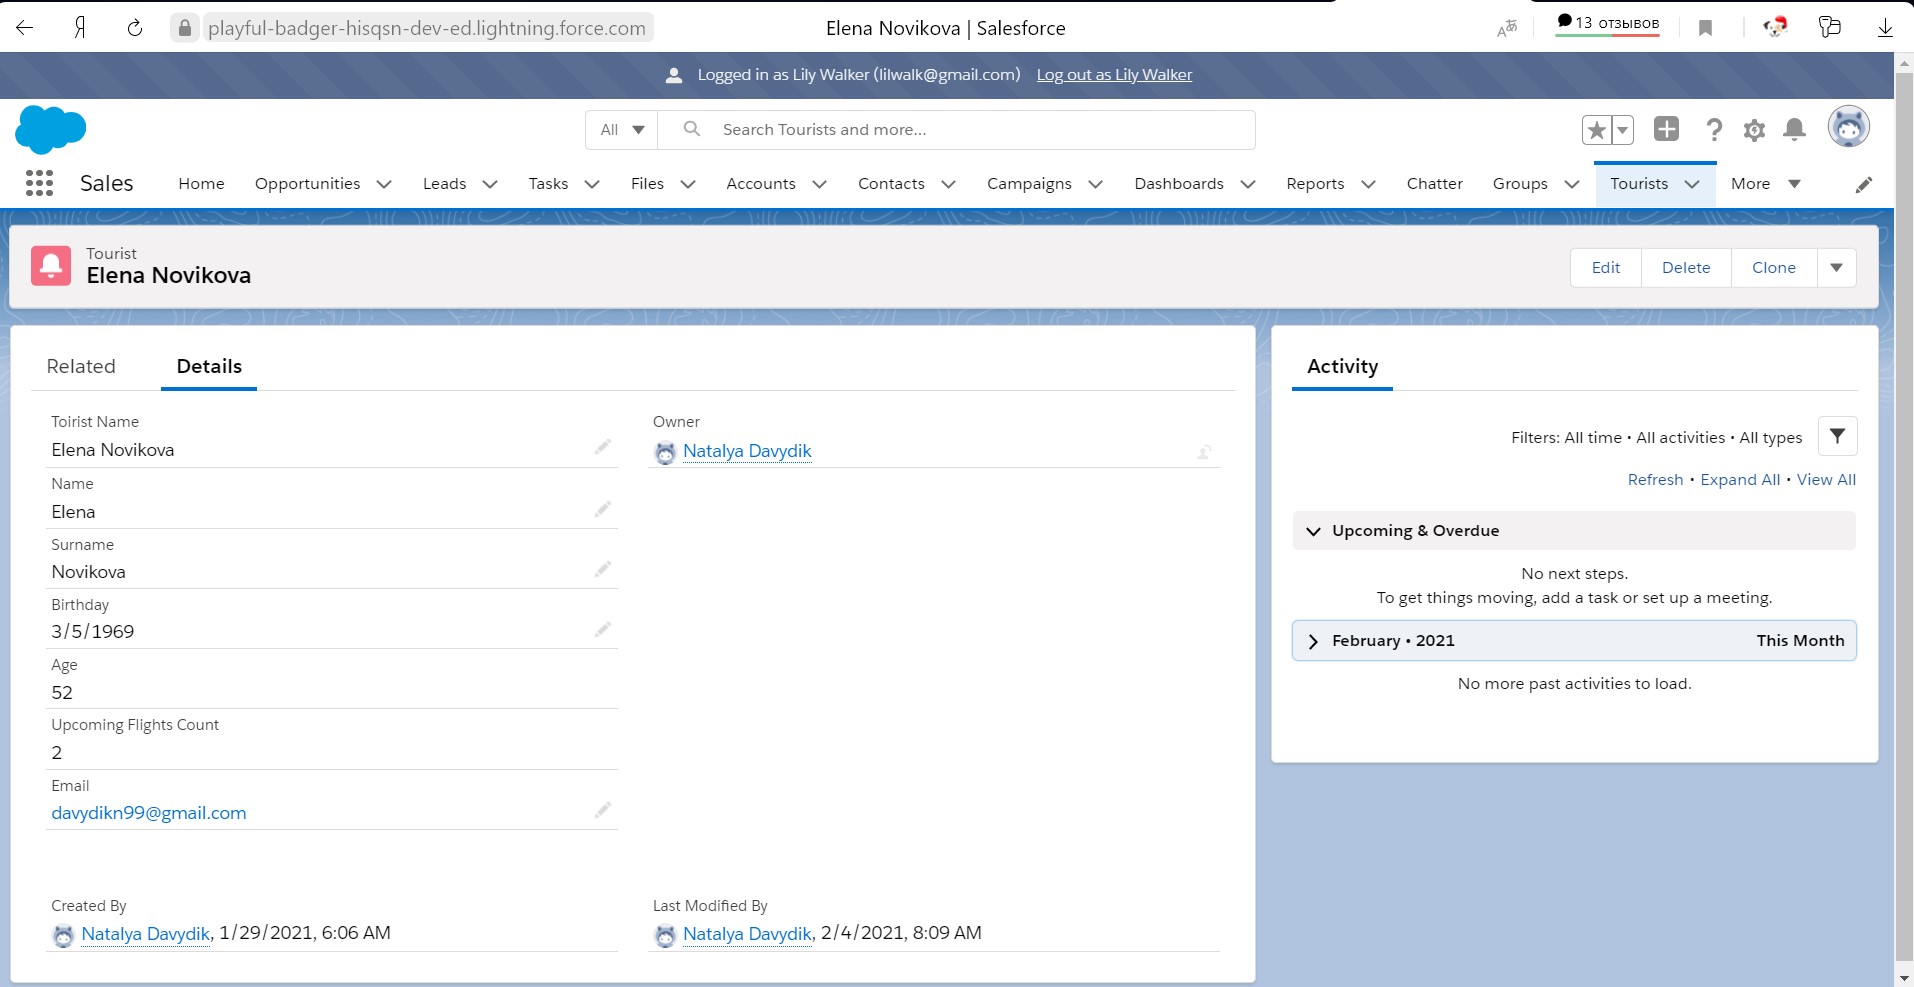 Я
playful-badger-hisqsn-dev-ed.lightning.force.com
Elena Novikova | Salesforce
13 отзывов
Logged in as Lily Walker (lilwalk@gmail.com) Log out as Lily Walker
All
Search Tourists and more...
Sales
Home
Opportunities
Leads
Tasks
Files
Accounts
Contacts
Campaigns
Dashboards
Reports
Chatter
Groups
Tourists
More
Tourist
Elena Novikova
Edit
Delete
Clone
Related
Details
Toirist Name
Elena Novikova
Name
Elena
Surname
Novikova
Birthday
3/5/1969
Age
52
Upcoming Flights Count
2
Email
davydikn99@gmail.com
Owner
Natalya Davydik
Created By
Natalya Davydik, 1/29/2021, 6:06 AM
Last Modified By
Natalya Davydik, 2/4/2021, 8:09 AM
Activity
Filters: All time • All activities • All types
Refresh • Expand All • View All
Upcoming & Overdue
No next steps.
To get things moving, add a task or set up a meeting.
February • 2021
This Month
No more past activities to load.